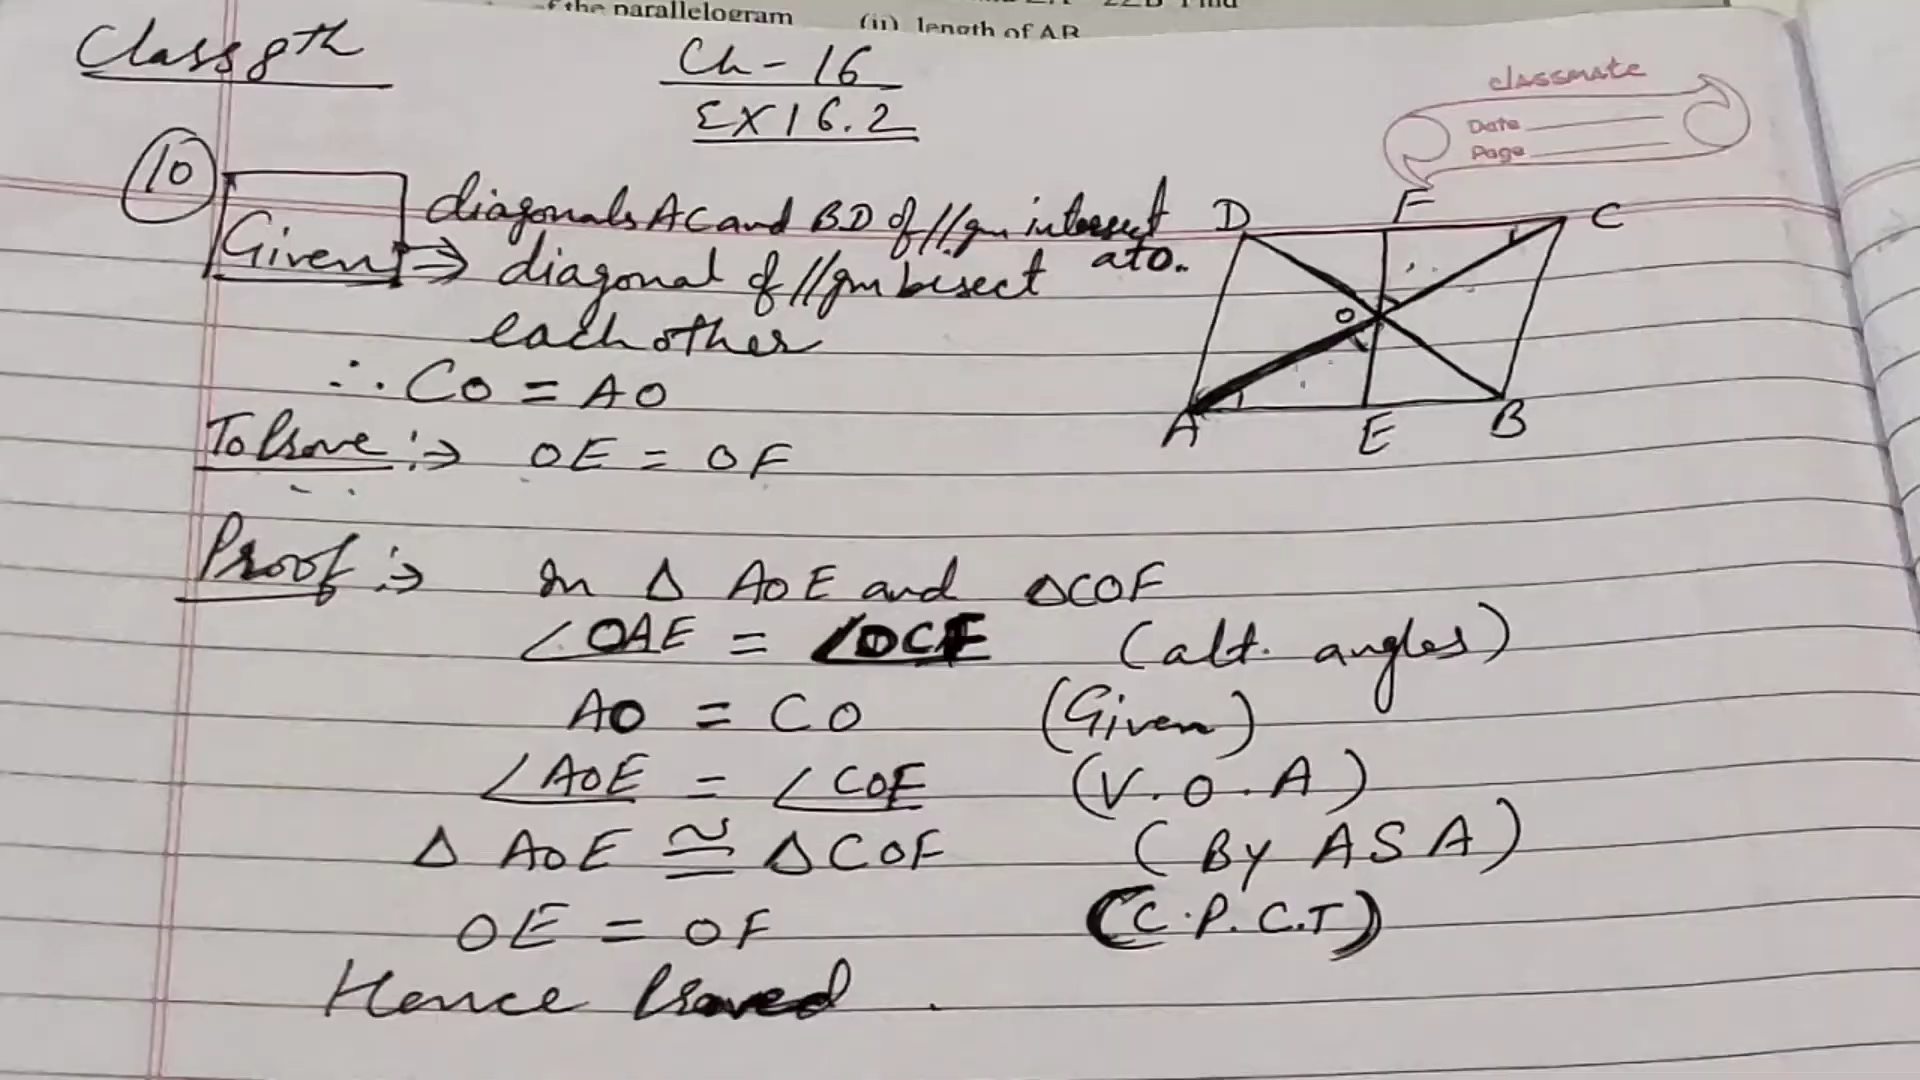 of the parallelogram (ii) length of AB
Class 8th
Ch - 16
Ex 16.2
classmate
Date
Page
(10)
Given ⇒ diagonals AC and BD of //gm intersect at O.
diagonal of //gm bisect
each other
∴ CO = AO
To Prove :⇒ OE = OF
D F C
O
A E B
Proof :⇒ In Δ AOE and ΔCOF
∠OAE = ∠OCF (alt. angles)
AO = CO (Given)
∠AOE = ∠COF (V.O.A)
Δ AOE ≅ ΔCOF (By ASA)
OE = OF (C.P.C.T)
Hence Proved.